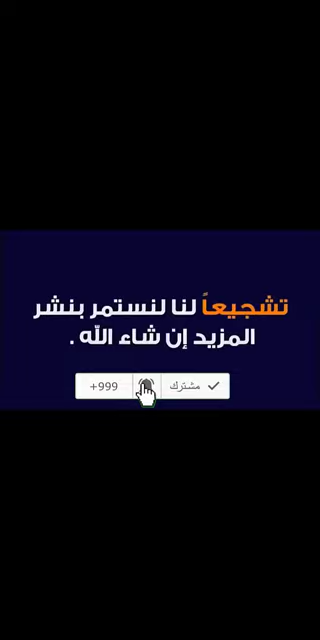 تشجيعاً لنا لنستمر بنشر
المزيد إن شاء الله .
مشترك
+999